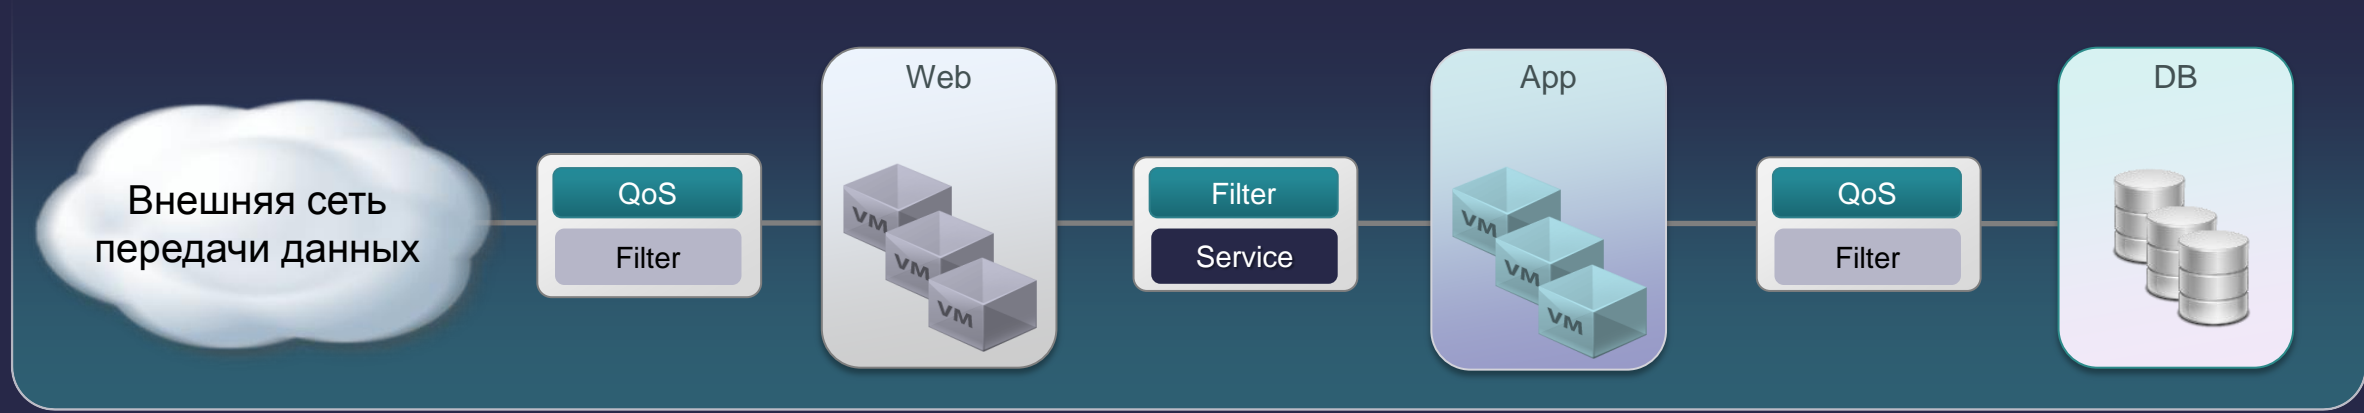 Внешняя сеть
передачи данных
QoS
Filter
Web
VM
VM
VM
Filter
Service
App
VM
VM
VM
QoS
Filter
DB